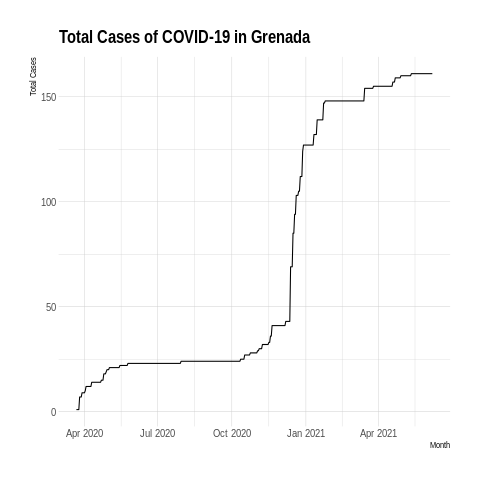 Total Cases of COVID-19 in Grenada
Total Cases
150
100
50
0
Apr 2020 Jul 2020 Oct 2020 Jan 2021 Apr 2021
Month